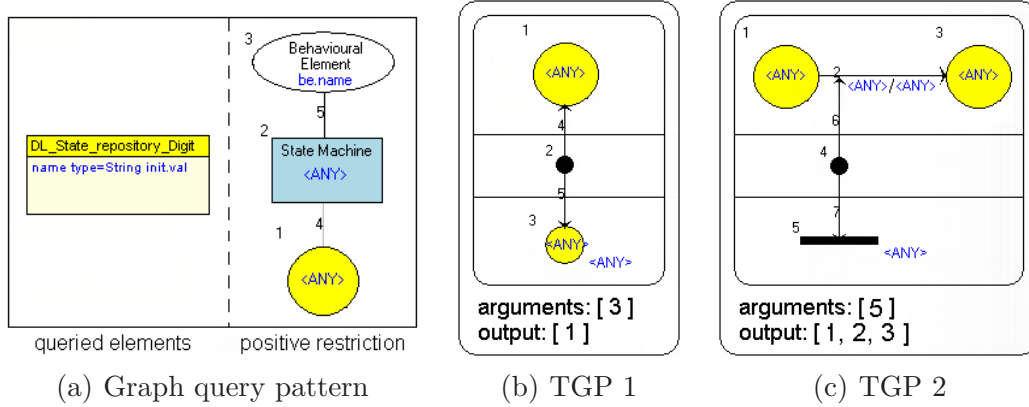 DL_State_repository_Digit
name type=String init.val
3
Behavioural
Element
be.name
5
2
State Machine
<ANY>
4
1
<ANY>
queried elements
positive restriction
(a) Graph query pattern
1
<ANY>
4
2
5
3
<ANY>
<ANY>
arguments: [ 3 ]
output: [ 1 ]
(b) TGP 1
1
3
<ANY>
2
<ANY>
<ANY>/<ANY>
6
4
7
5
<ANY>
arguments: [ 5 ]
output: [ 1, 2, 3 ]
(c) TGP 2